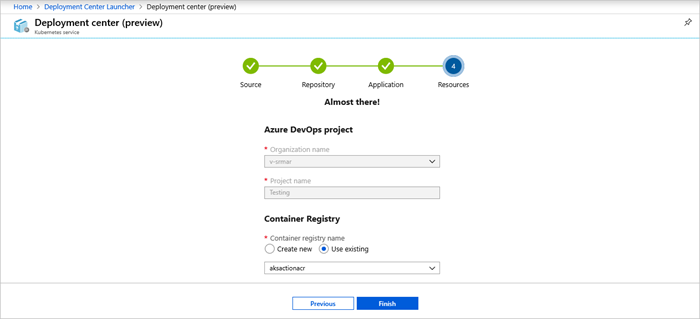 Home > Deployment Center Launcher > Deployment center (preview)
Deployment center (preview)
Kubernetes service
4
Source Repository Application Resources
Almost there!
Azure DevOps project
* Organization name
v-srmar
* Project name
Testing
Container Registry
* Container registry name
Create new Use existing
aksactionacr
Previous Finish